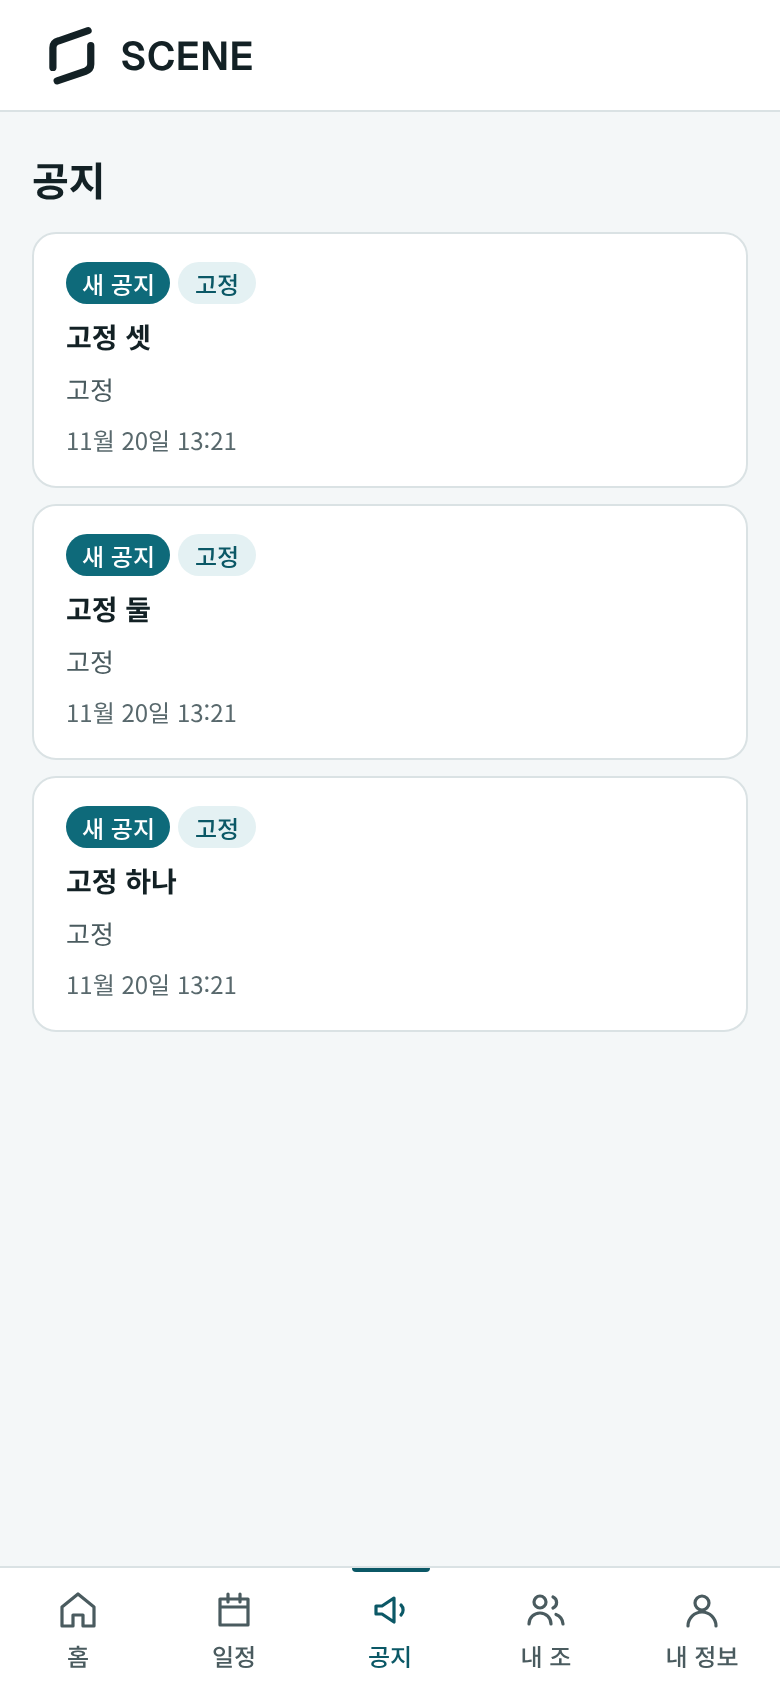 SCENE
공지
새 공지 고정
고정 셋
고정
11월 20일 13:21
새 공지 고정
고정 둘
고정
11월 20일 13:21
새 공지 고정
고정 하나
고정
11월 20일 13:21
홈 일정 공지 내 조 내 정보